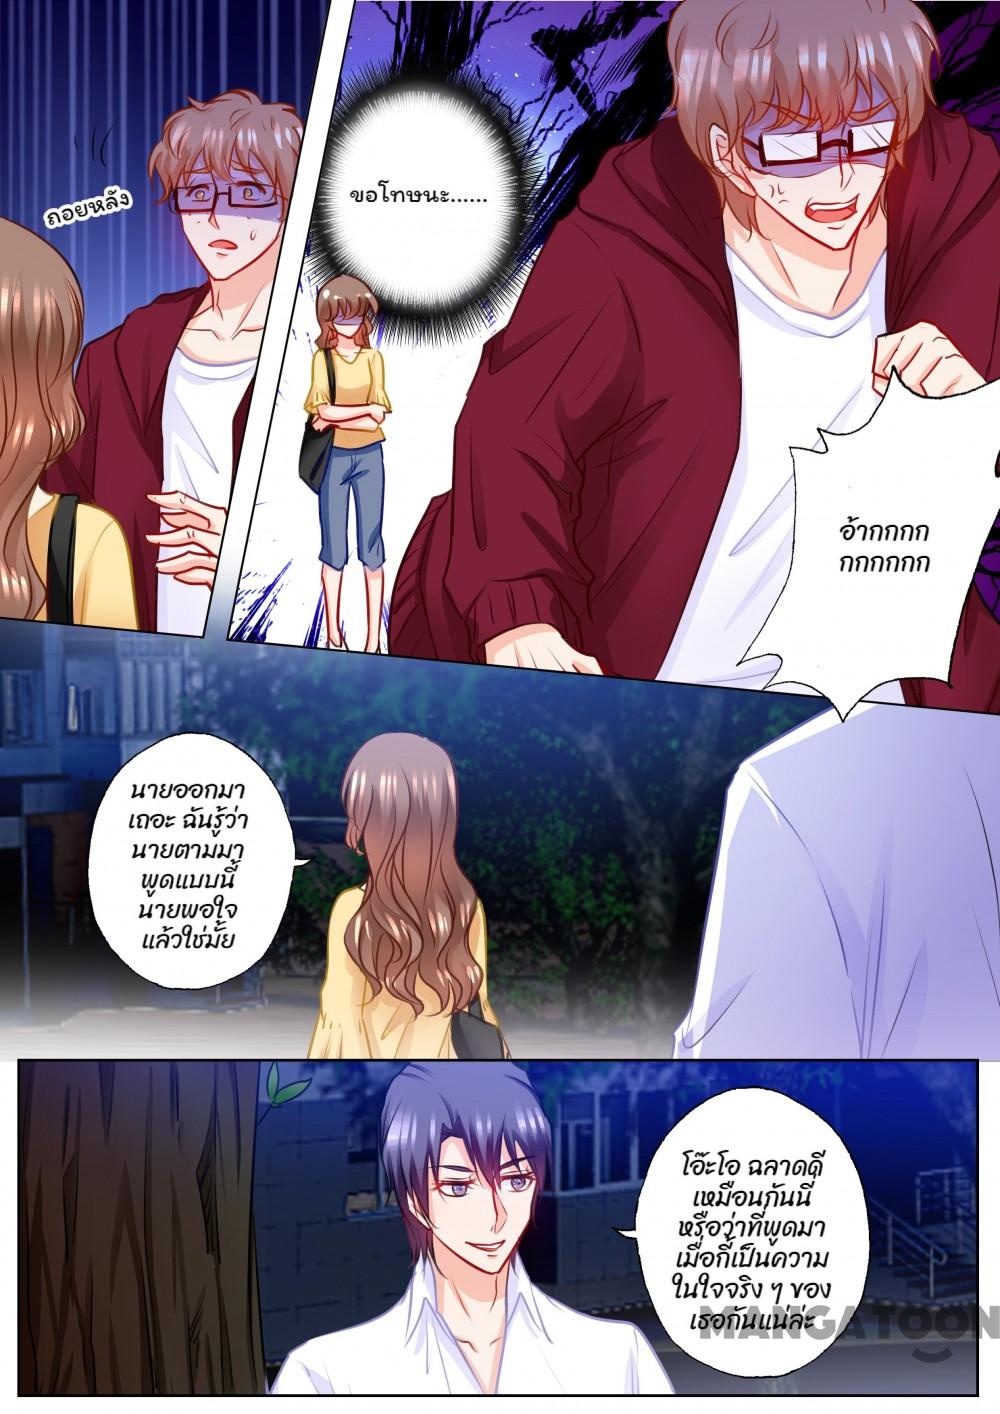 ถอยหลัง
ขอโทษนะ......
อ้ากกกก
กกกกกก
นายออกมา
เถอะ ฉันรู้ว่า
นายตามมา
พูดแบบนี้
นายพอใจ
แล้วใช่มั้ย
โอ๊ะโอ ฉลาดดี
เหมือนกันนี่
หรือว่าที่พูดมา
เมื่อกี้เป็นความ
ในใจจริง ๆ ของ
เธอกันแน่ล่ะ
MANGATOON